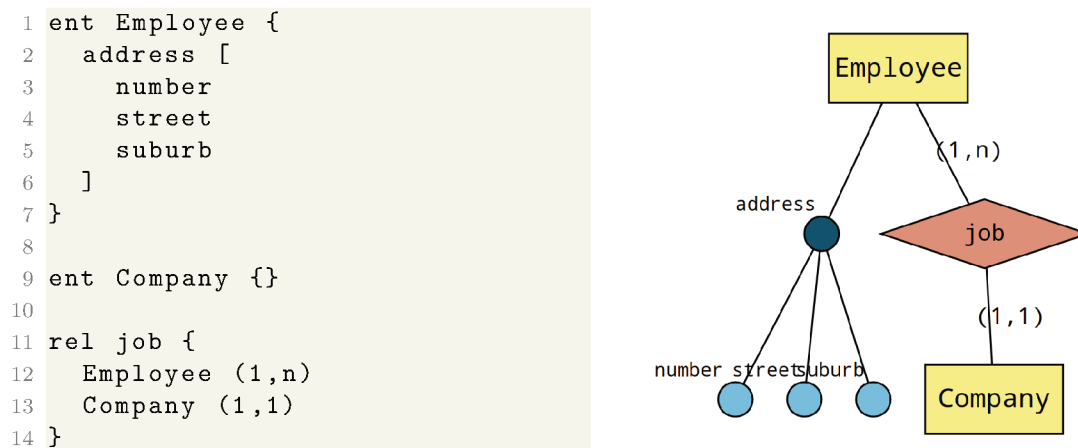 1 ent Employee {
2   address [
3     number
4     street
5     suburb
6   ]
7 }
8
9 ent Company {}
10
11 rel job {
12   Employee (1,n)
13   Company (1,1)
14 }
Employee
(1,n)
address
job
(1,1)
number street suburb
Company